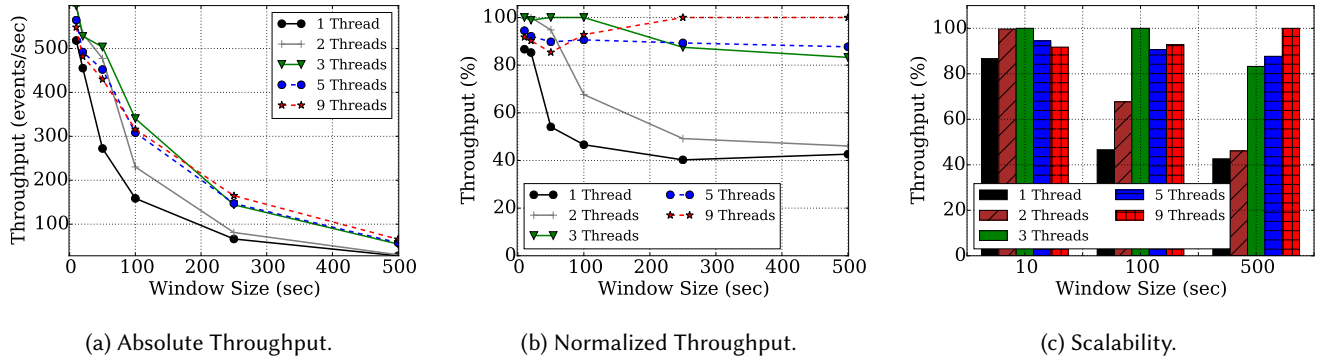 Throughput (events/sec)
500
400
300
200
100
0
100
200
300
400
500
Window Size (sec)
1 Thread
2 Threads
3 Threads
5 Threads
9 Threads
(a) Absolute Throughput.
Throughput (%)
100
80
60
40
20
0
0
100
200
300
400
500
Window Size (sec)
1 Thread
2 Threads
3 Threads
5 Threads
9 Threads
(b) Normalized Throughput.
Throughput (%)
100
80
60
40
20
0
10
100
500
Window Size (sec)
1 Thread
2 Threads
3 Threads
5 Threads
9 Threads
(c) Scalability.